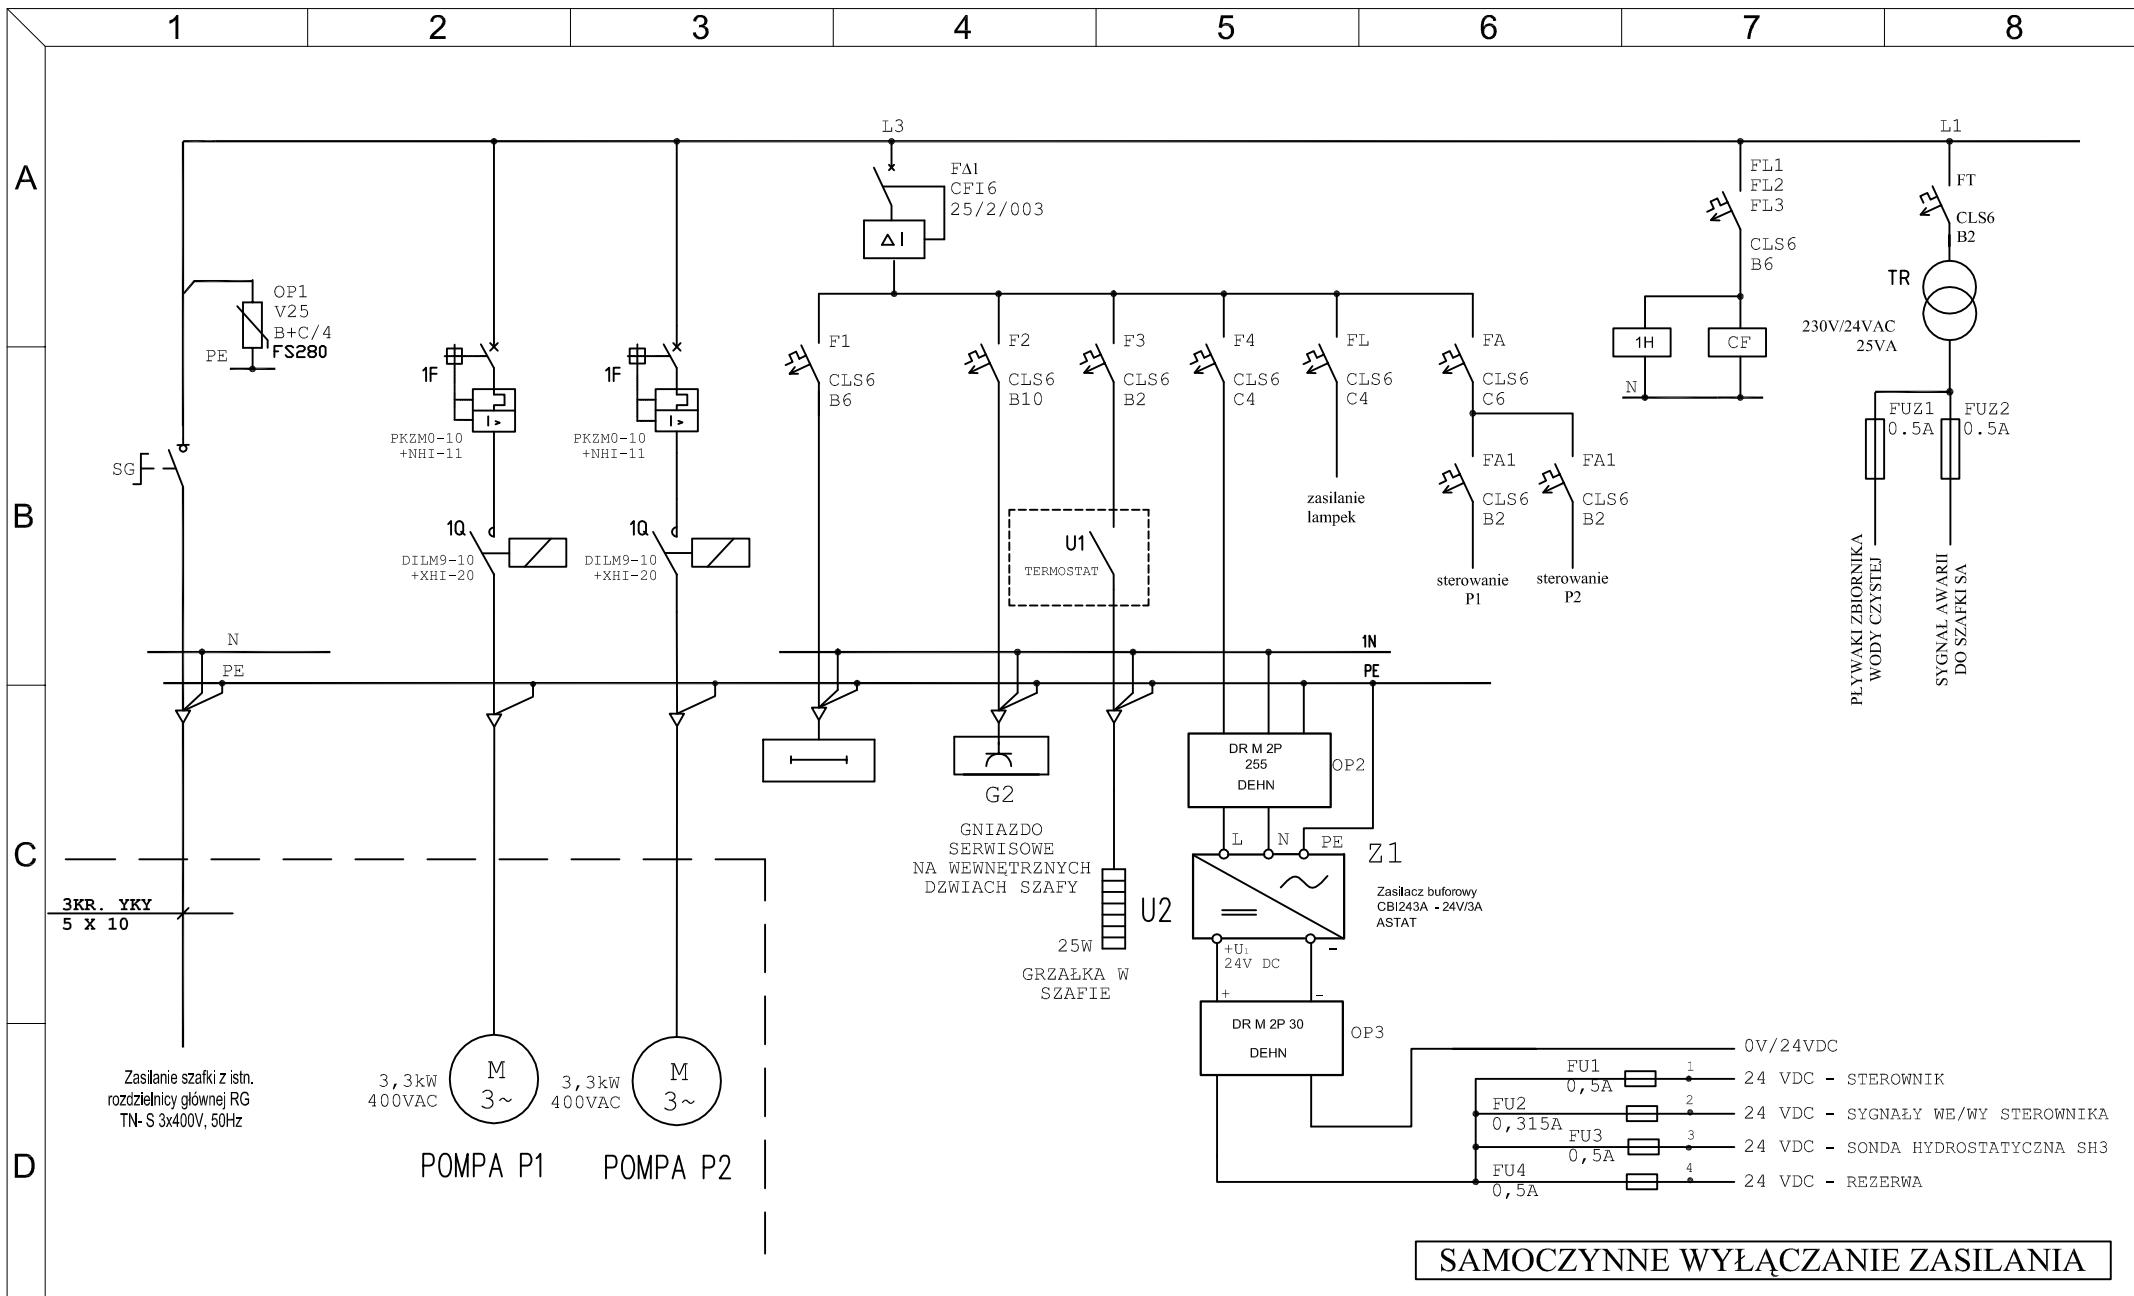 1 2 3 4 5 6 7 8
A
B
C
D
L3
L1
FΔ1
CFI6
25/2/003
Δ I
FL1
FL2
FL3
CLS6
B6
FT
CLS6
B2
TR
230V/24VAC
25VA
OP1
V25
B+C/4
FS280
PE
1F
I >
PKZM0-10
+NHI-11
1F
I >
PKZM0-10
+NHI-11
F1
CLS6
B6
F2
CLS6
B10
F3
CLS6
B2
F4
CLS6
C4
FL
CLS6
C4
FA
CLS6
C6
1H
CF
N
FUZ1
0.5A
FUZ2
0.5A
SG
1Q
DILM9-10
+XHI-20
1Q
DILM9-10
+XHI-20
U1
TERMOSTAT
zasilanie
lampek
FA1
CLS6
B2
FA1
CLS6
B2
sterowanie
P1
sterowanie
P2
PŁYWAKI ZBIORNIKA
WODY CZYSTEJ
SYGNAŁ AWARII
DO SZAFKI SA
N
PE
1N
PE
DR M 2P
255
DEHN
OP2
G2
GNIAZDO
SERWISOWE
NA WEWNĘTRZNYCH
DZWIACH SZAFY
L N PE
Z1
Zasilacz buforowy
CBI243A - 24V/3A
ASTAT
U2
25W
GRZAŁKA W
SZAFIE
+U₁
24V DC
-
+ -
DR M 2P 30
DEHN
OP3
3KR. YKY
5 X 10
Zasilanie szafki z istn.
rozdzielnicy głównej RG
TN- S 3x400V, 50Hz
3,3kW
400VAC
M
3~
POMPA P1
3,3kW
400VAC
M
3~
POMPA P2
0V/24VDC
FU1
0,5A
1
24 VDC - STEROWNIK
FU2
0,315A
2
24 VDC - SYGNAŁY WE/WY STEROWNIKA
FU3
0,5A
3
24 VDC - SONDA HYDROSTATYCZNA SH3
FU4
0,5A
4
24 VDC - REZERWA
SAMOCZYNNE WYŁĄCZANIE ZASILANIA